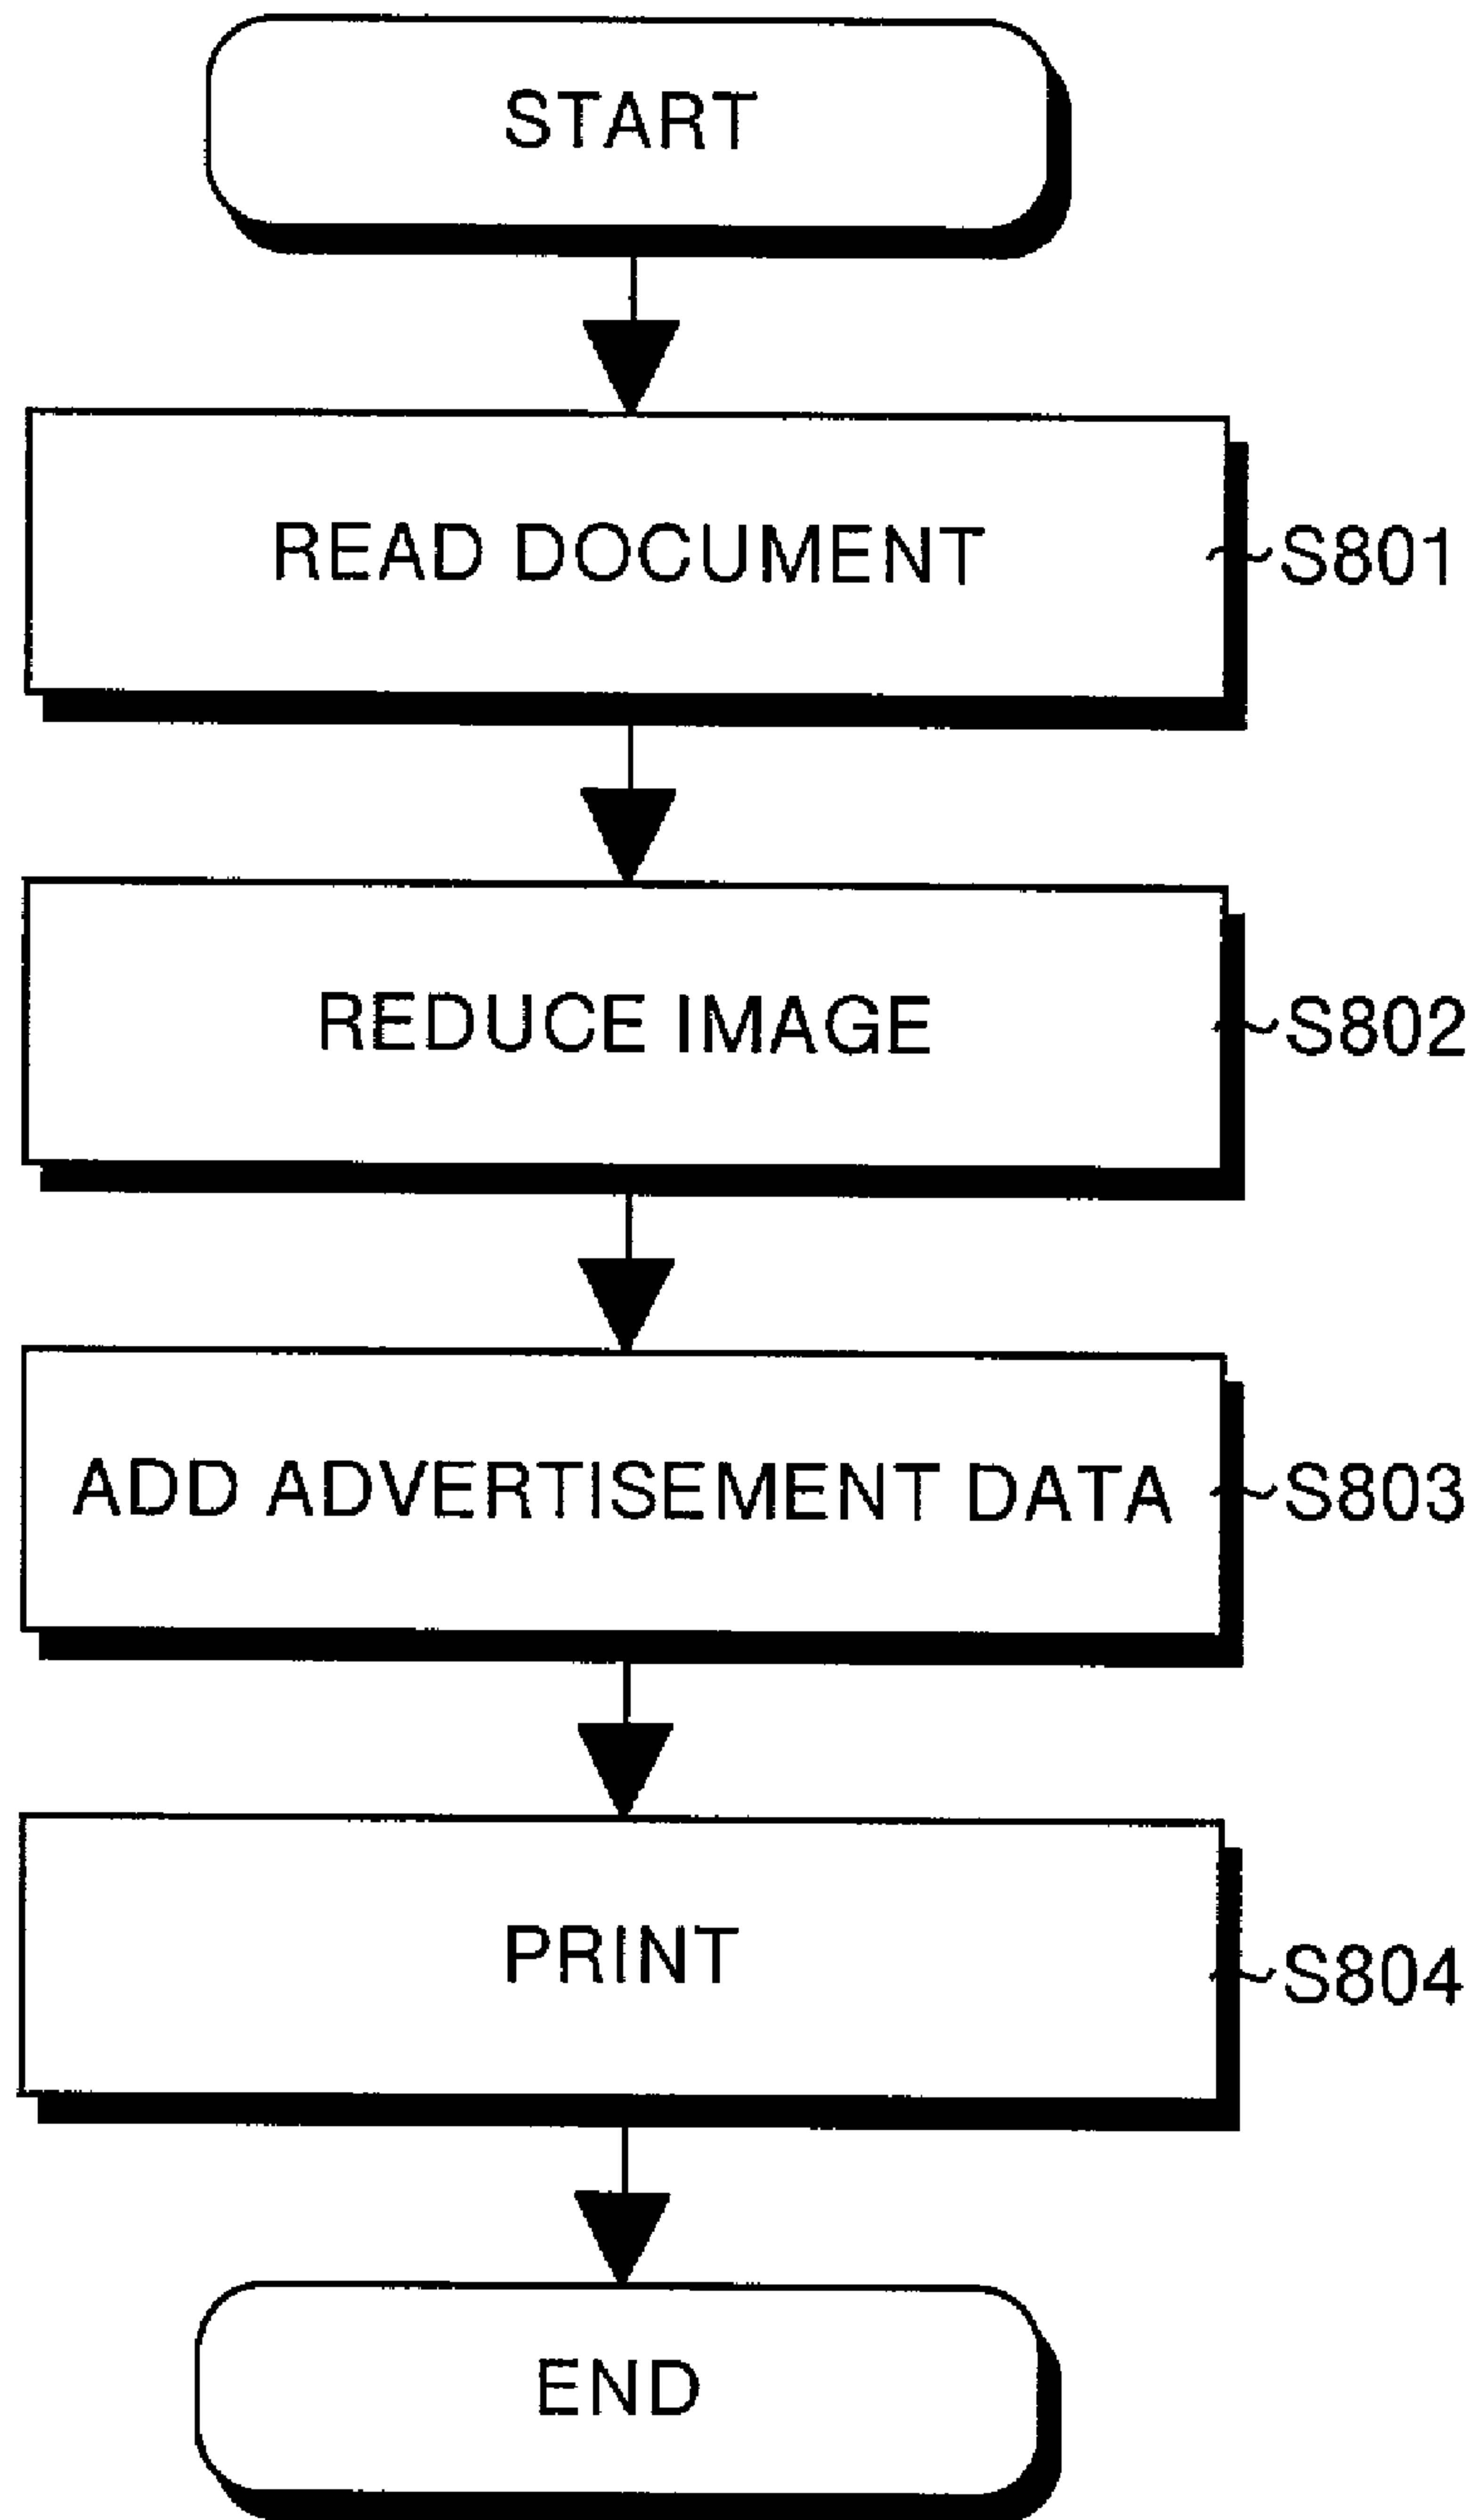 START
READ DOCUMENT
S801
REDUCE IMAGE
S802
ADD ADVERTISEMENT DATA
S803
PRINT
S804
END